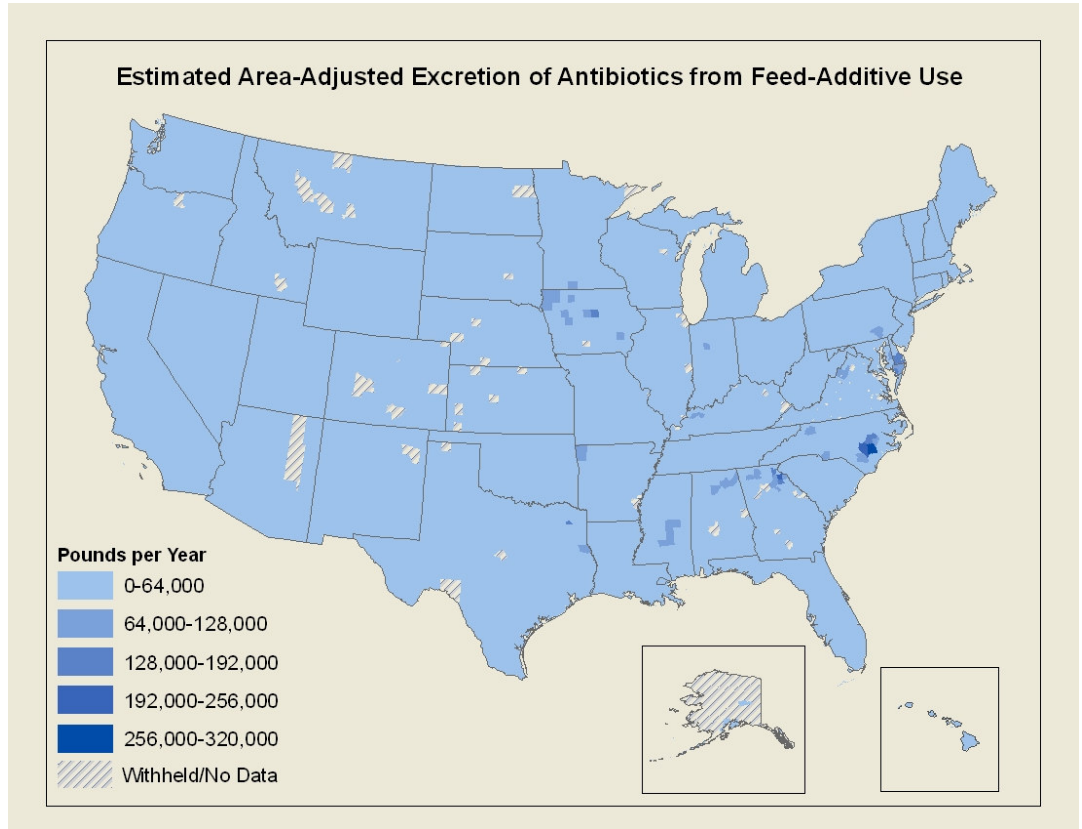 Estimated Area-Adjusted Excretion of Antibiotics from Feed-Additive Use
Pounds per Year
0-64,000
64,000-128,000
128,000-192,000
192,000-256,000
256,000-320,000
Withheld/No Data